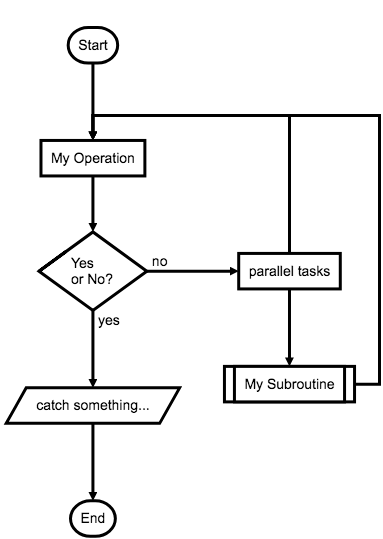 Start
My Operation
Yes
or No?
no
parallel tasks
yes
My Subroutine
catch something...
End